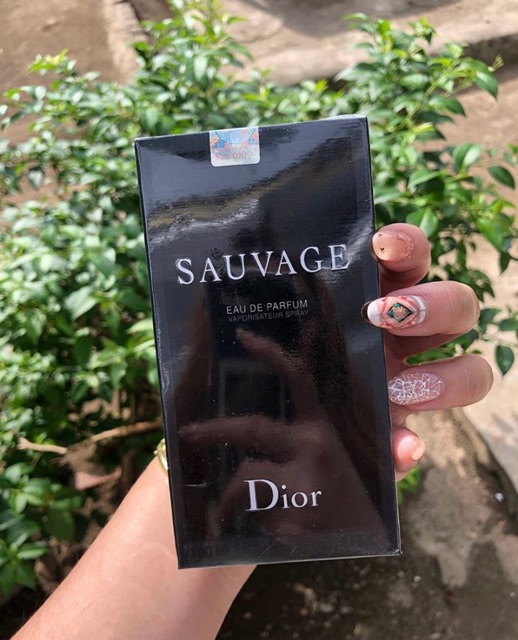 SAUVAGE
EAU DE PARFUM
VAPORISATEUR SPRAY
Dior